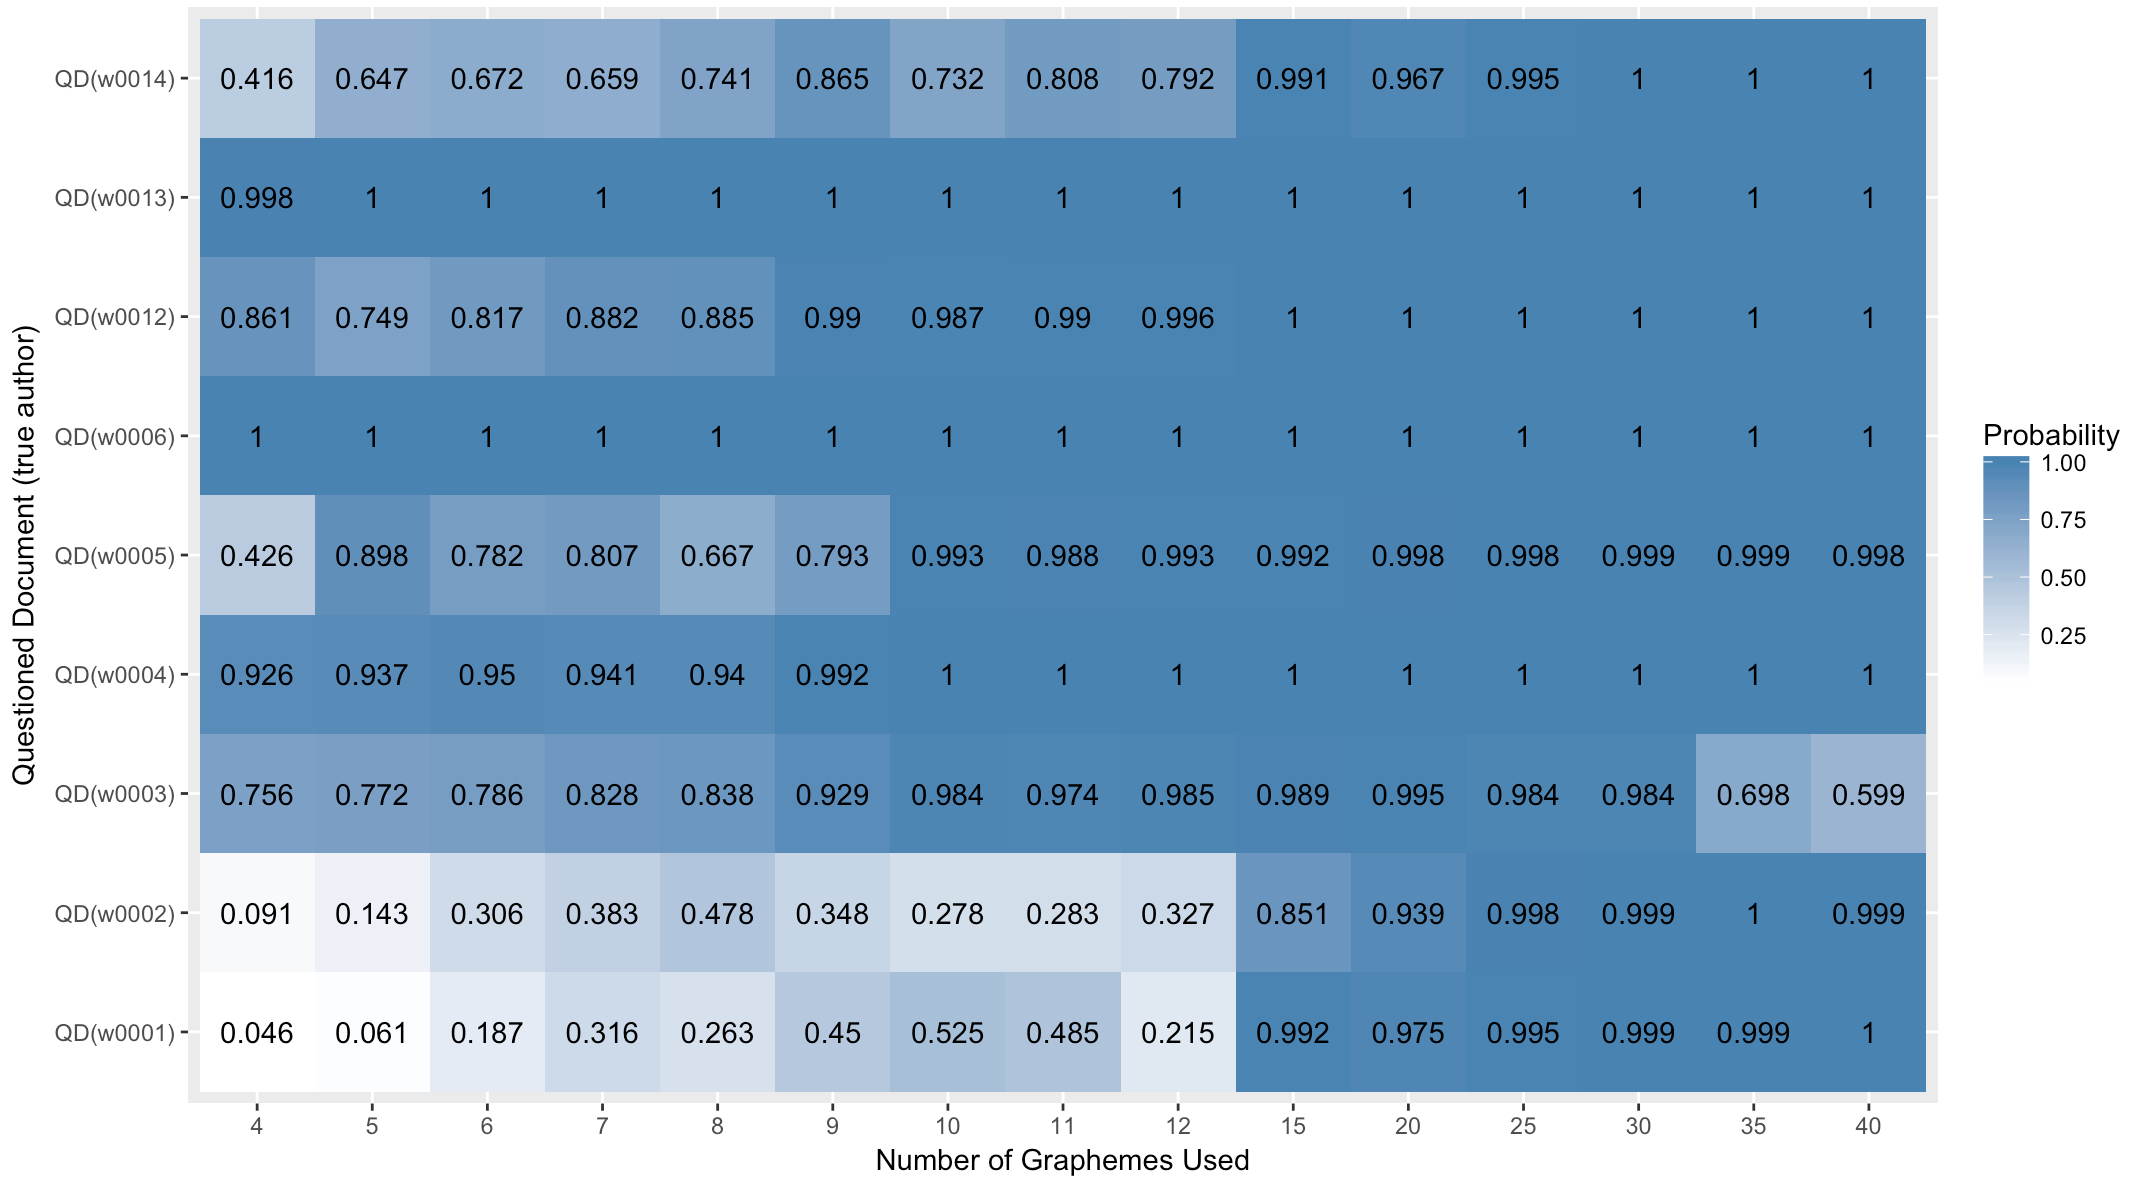 QD(w0014) 0.416 0.647 0.672 0.659 0.741 0.865 0.732 0.808 0.792 0.991 0.967 0.995 1 1 1
QD(w0013) 0.998 1 1 1 1 1 1 1 1 1 1 1 1 1 1
QD(w0012) 0.861 0.749 0.817 0.882 0.885 0.99 0.987 0.99 0.996 1 1 1 1 1 1
QD(w0006) 1 1 1 1 1 1 1 1 1 1 1 1 1 1 1
QD(w0005) 0.426 0.898 0.782 0.807 0.667 0.793 0.993 0.988 0.993 0.992 0.998 0.998 0.999 0.999 0.998
QD(w0004) 0.926 0.937 0.95 0.941 0.94 0.992 1 1 1 1 1 1 1 1 1
QD(w0003) 0.756 0.772 0.786 0.828 0.838 0.929 0.984 0.974 0.985 0.989 0.995 0.984 0.984 0.698 0.599
QD(w0002) 0.091 0.143 0.306 0.383 0.478 0.348 0.278 0.283 0.327 0.851 0.939 0.998 0.999 1 0.999
QD(w0001) 0.046 0.061 0.187 0.316 0.263 0.45 0.525 0.485 0.215 0.992 0.975 0.995 0.999 0.999 1
4 5 6 7 8 9 10 11 12 15 20 25 30 35 40
Number of Graphemes Used
Questioned Document (true author)
Probability
1.00
0.75
0.50
0.25